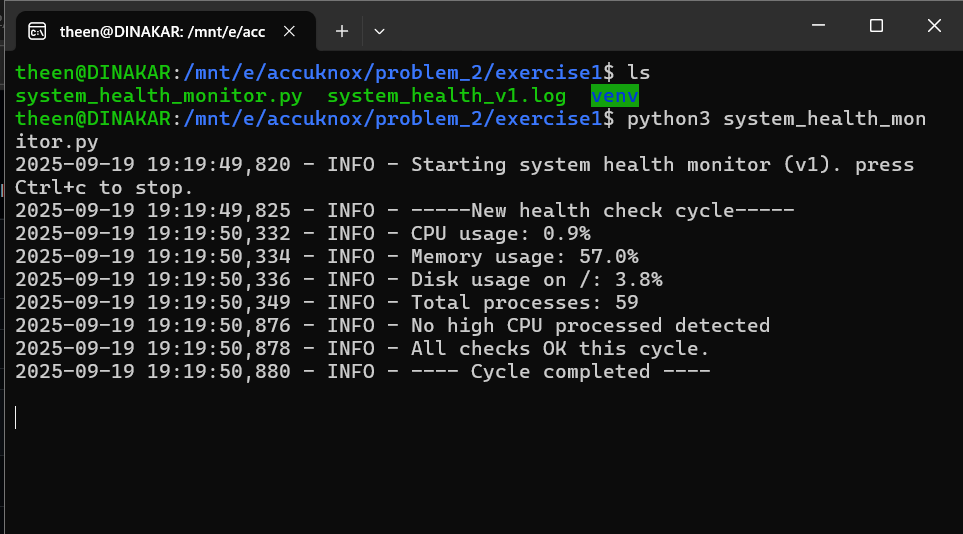 theen@DINAKAR: /mnt/e/acc
theen@DINAKAR:/mnt/e/accuknox/problem_2/exercise1$ ls
system_health_monitor.py  system_health_v1.log  venv
theen@DINAKAR:/mnt/e/accuknox/problem_2/exercise1$ python3 system_health_mon
itor.py
2025-09-19 19:19:49,820 - INFO - Starting system health monitor (v1). press
Ctrl+c to stop.
2025-09-19 19:19:49,825 - INFO - -----New health check cycle-----
2025-09-19 19:19:50,332 - INFO - CPU usage: 0.9%
2025-09-19 19:19:50,334 - INFO - Memory usage: 57.0%
2025-09-19 19:19:50,336 - INFO - Disk usage on /: 3.8%
2025-09-19 19:19:50,349 - INFO - Total processes: 59
2025-09-19 19:19:50,876 - INFO - No high CPU processed detected
2025-09-19 19:19:50,878 - INFO - All checks OK this cycle.
2025-09-19 19:19:50,880 - INFO - ---- Cycle completed ----